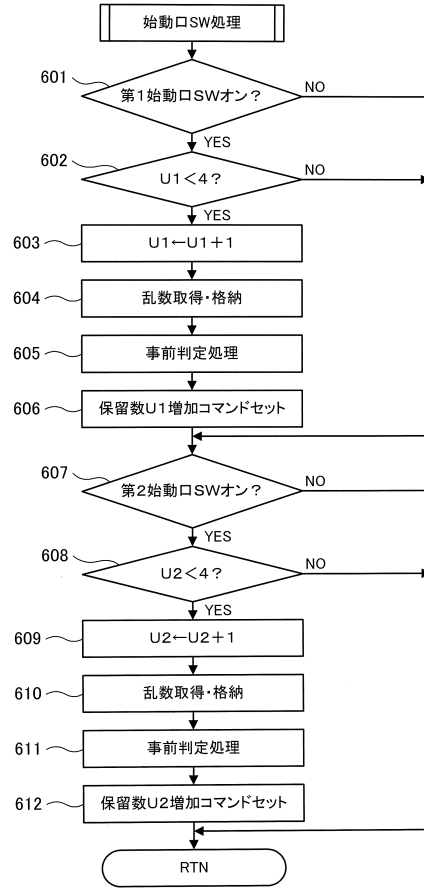 始動口SW処理
601
第1始動口SWオン？
NO
YES
602
U1＜4？
NO
YES
603
U1←U1＋1
604
乱数取得・格納
605
事前判定処理
606
保留数U1増加コマンドセット
607
第2始動口SWオン？
NO
YES
608
U2＜4？
NO
YES
609
U2←U2＋1
610
乱数取得・格納
611
事前判定処理
612
保留数U2増加コマンドセット
RTN